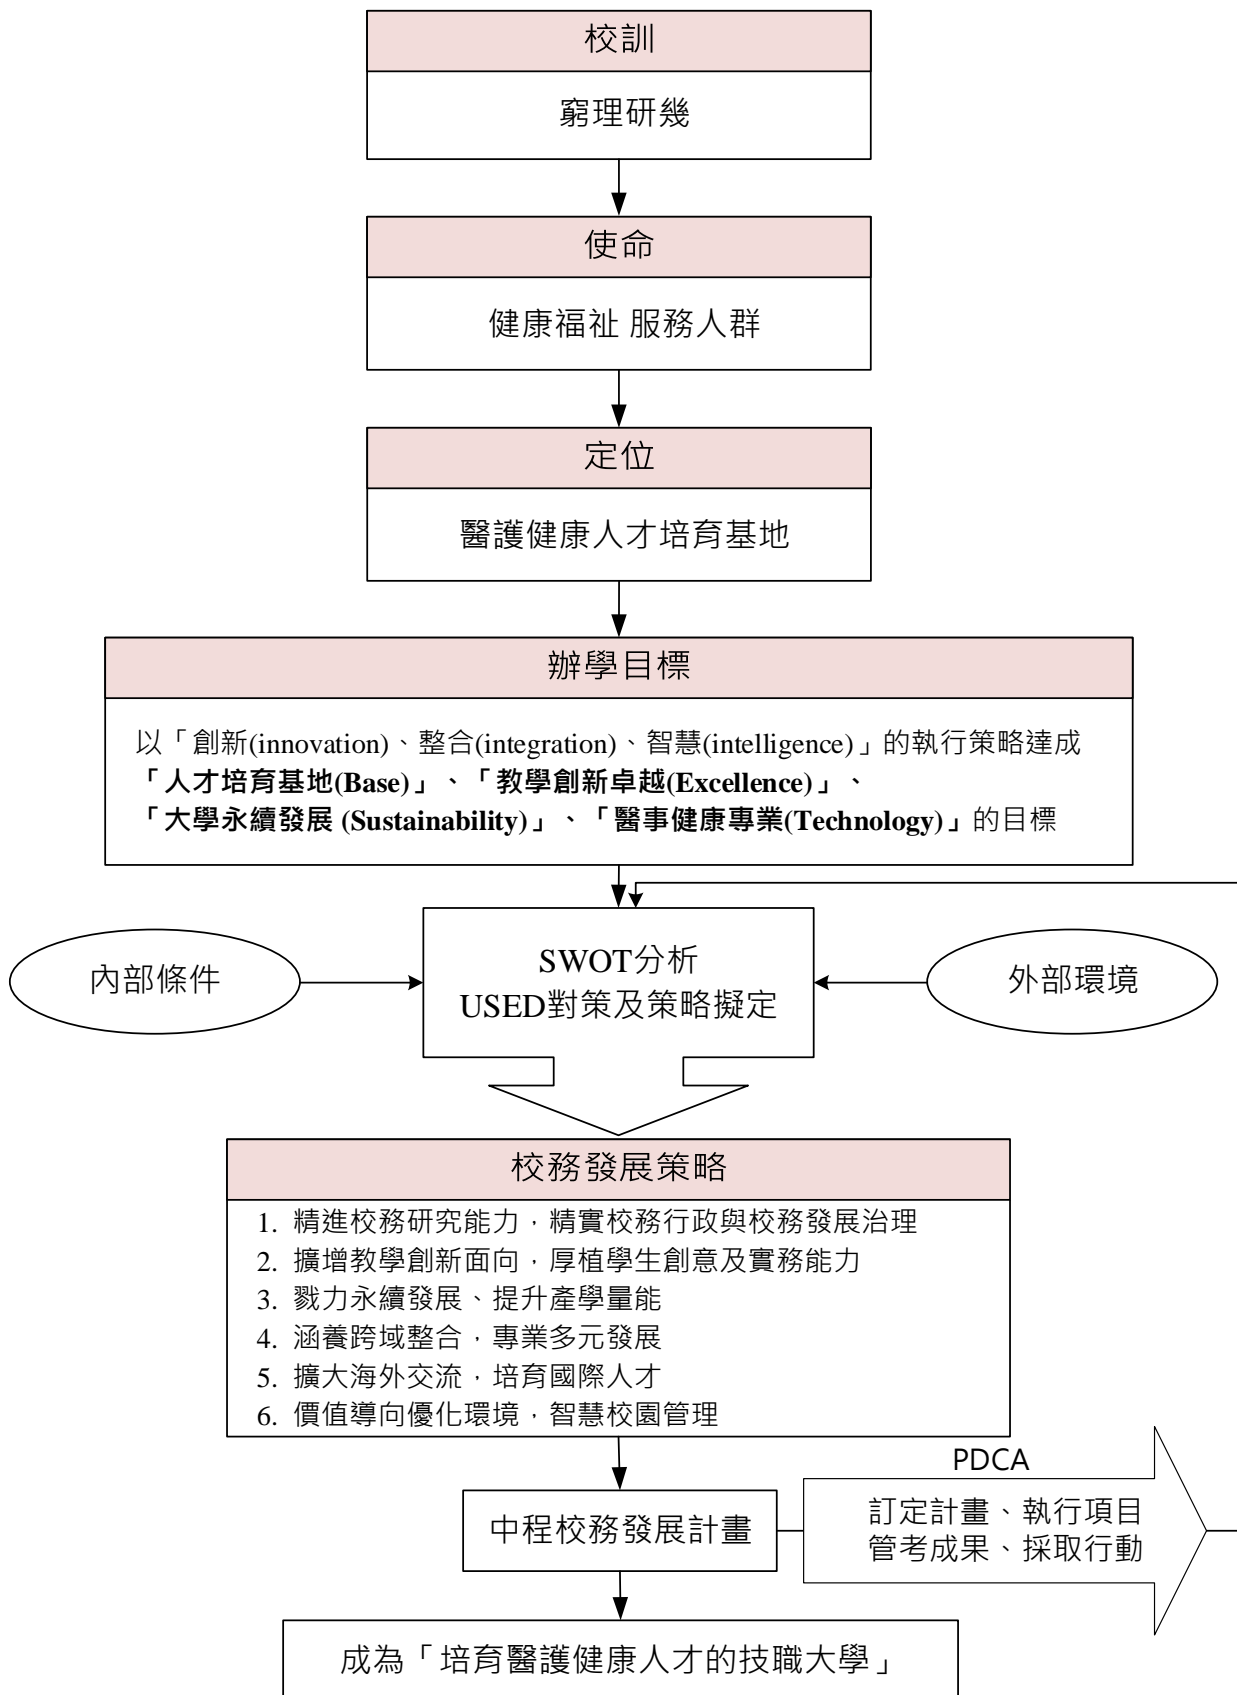 校訓
窮理研幾
使命
健康福祉 服務人群
定位
醫護健康人才培育基地
辦學目標
以「創新(innovation)、整合(integration)、智慧(intelligence)」的執行策略達成
「人才培育基地(Base)」、「教學創新卓越(Excellence)」、
「大學永續發展 (Sustainability)」、「醫事健康專業(Technology)」的目標
內部條件
SWOT分析
USED對策及策略擬定
外部環境
校務發展策略
1. 精進校務研究能力，精實校務行政與校務發展治理
2. 擴增教學創新面向，厚植學生創意及實務能力
3. 戮力永續發展、提升產學量能
4. 涵養跨域整合，專業多元發展
5. 擴大海外交流，培育國際人才
6. 價值導向優化環境，智慧校園管理
中程校務發展計畫
PDCA
訂定計畫、執行項目
管考成果、採取行動
成為「培育醫護健康人才的技職大學」